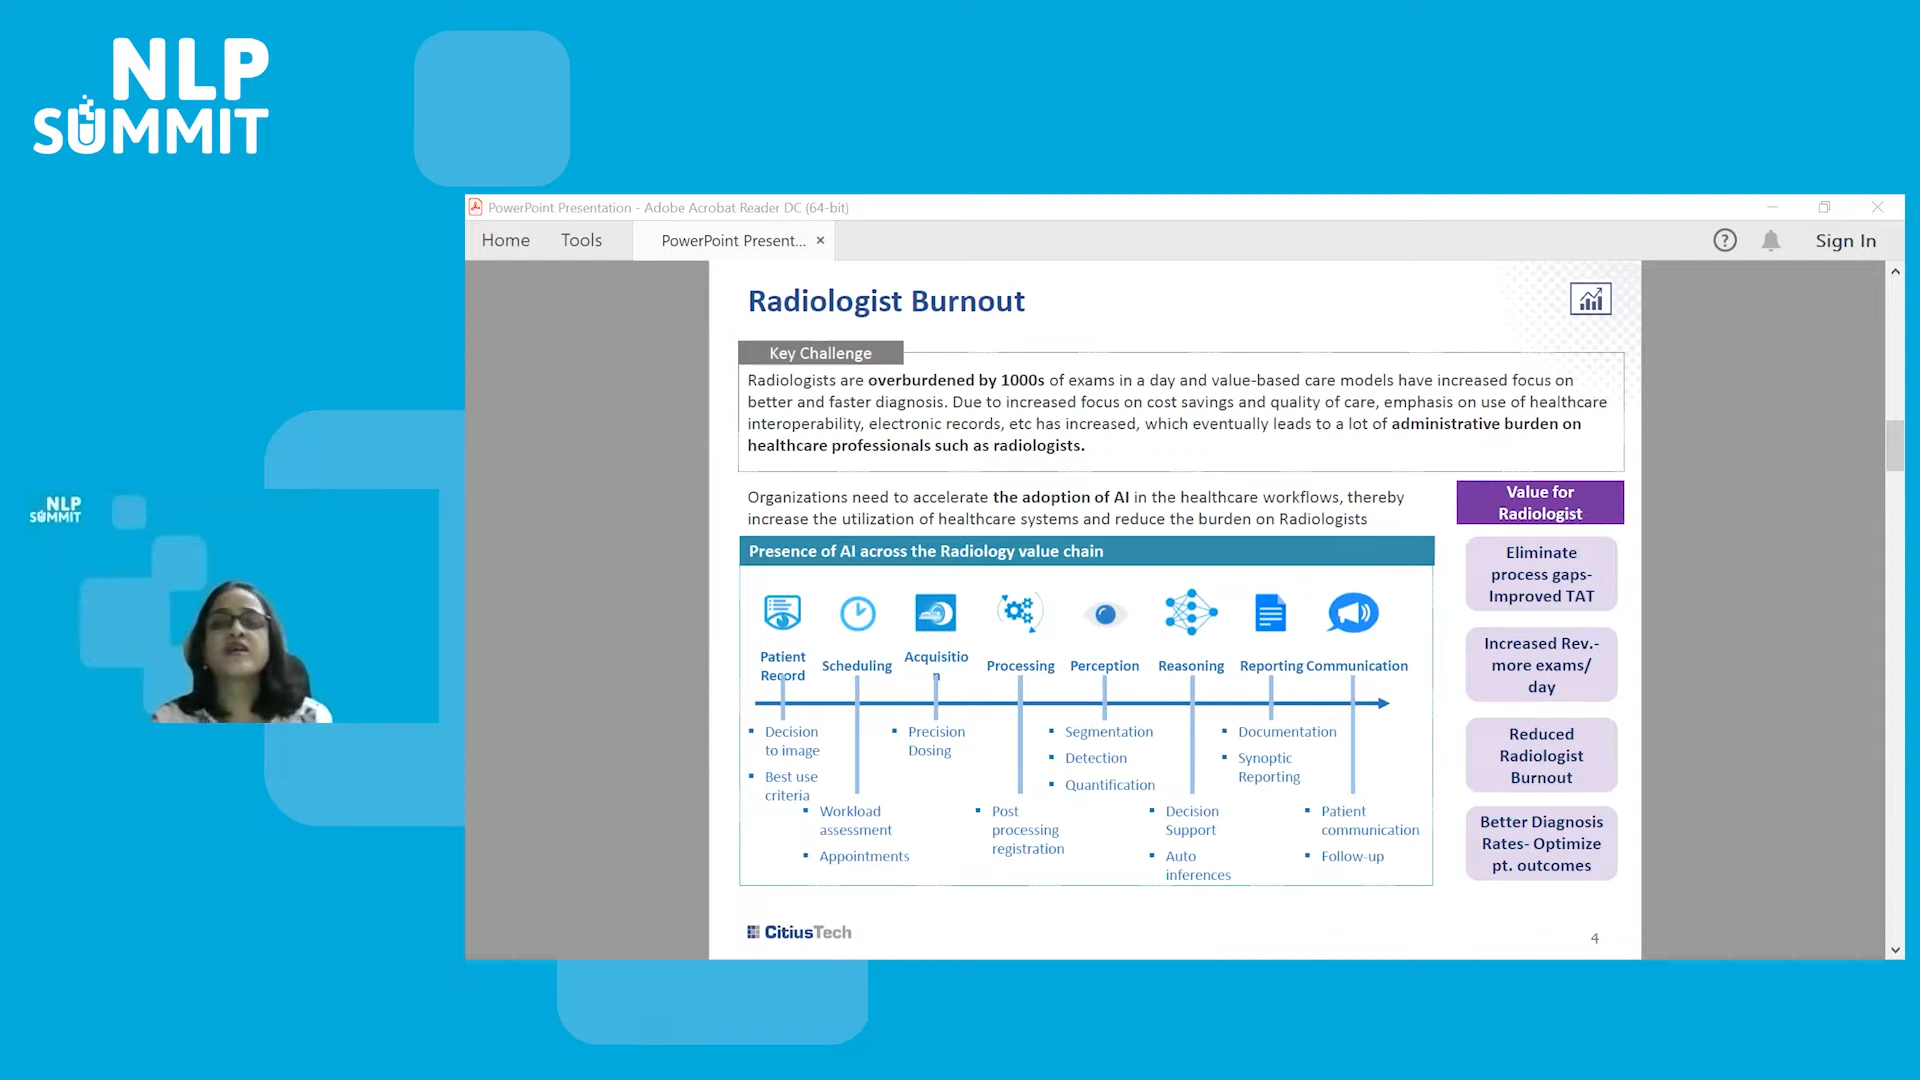 NLP
SUMMIT
PowerPoint Presentation - Adobe Acrobat Reader DC (64-bit)
Home
Tools
PowerPoint Present... ×
?
Sign In
Radiologist Burnout
Key Challenge
Radiologists are overburdened by 1000s of exams in a day and value-based care models have increased focus on
better and faster diagnosis. Due to increased focus on cost savings and quality of care, emphasis on use of healthcare
interoperability, electronic records, etc has increased, which eventually leads to a lot of administrative burden on
healthcare professionals such as radiologists.
Organizations need to accelerate the adoption of AI in the healthcare workflows, thereby
increase the utilization of healthcare systems and reduce the burden on Radiologists
Presence of AI across the Radiology value chain
Patient
Record
Scheduling
Acquisitio
n
Processing
Perception
Reasoning
Reporting
Communication
Decision
to image
Best use
criteria
Workload
assessment
Appointments
Precision
Dosing
Post
processing
registration
Segmentation
Detection
Quantification
Decision
Support
Auto
inferences
Documentation
Synoptic
Reporting
Patient
communication
Follow-up
Value for
Radiologist
Eliminate
process gaps-
Improved TAT
Increased Rev.-
more exams/
day
Reduced
Radiologist
Burnout
Better Diagnosis
Rates- Optimize
pt. outcomes
CitiusTech
4
NLP
SUMMIT